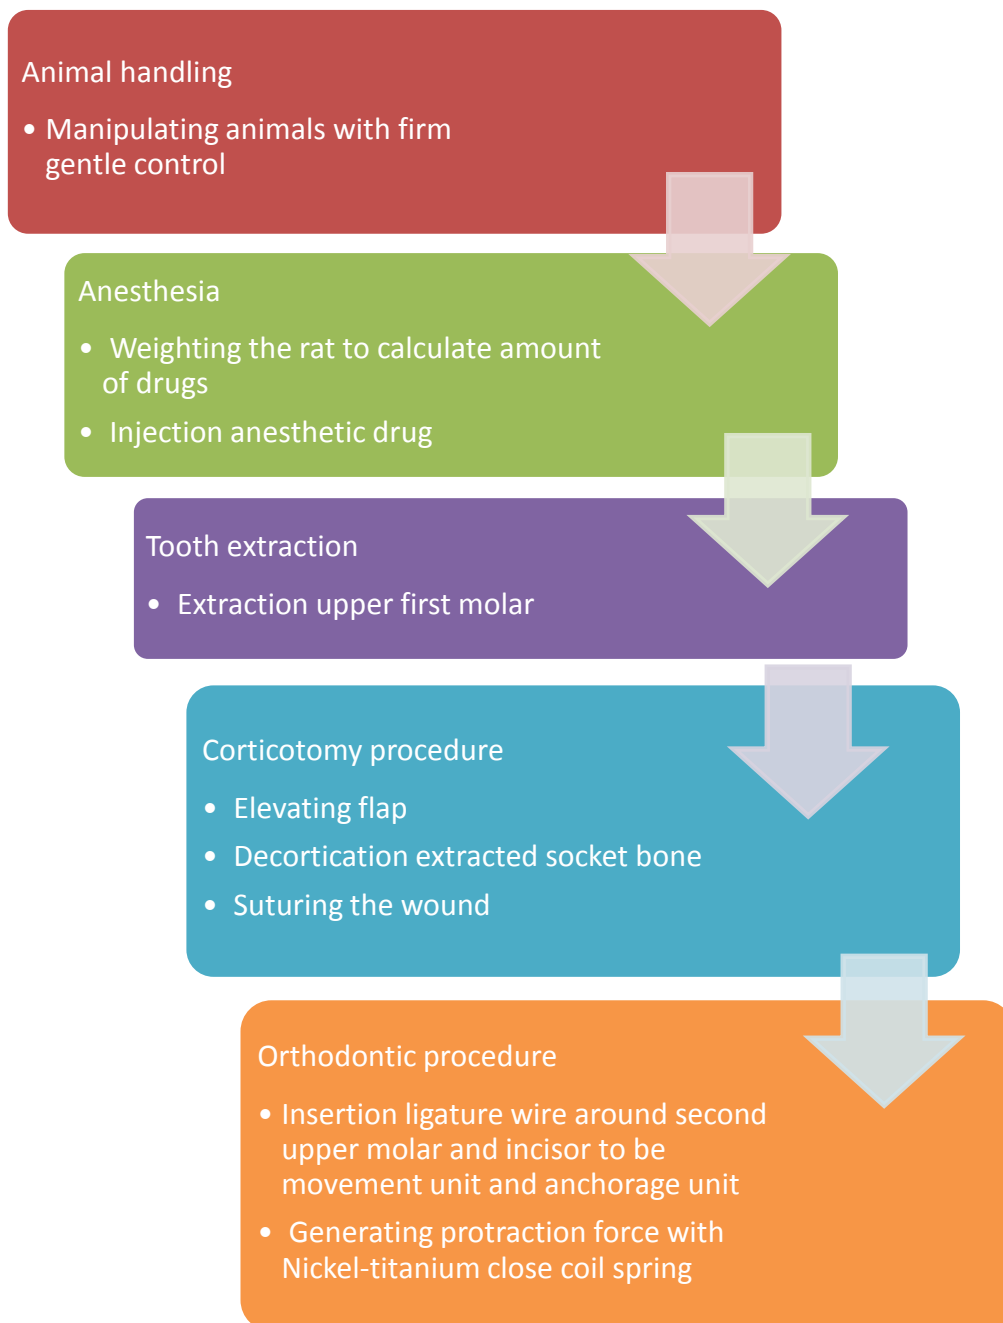 Animal handling
• Manipulating animals with firm
gentle control
Anesthesia
• Weighting the rat to calculate amount
of drugs
• Injection anesthetic drug
Tooth extraction
• Extraction upper first molar
Corticotomy procedure
• Elevating flap
• Decortication extracted socket bone
• Suturing the wound
Orthodontic procedure
• Insertion ligature wire around second
upper molar and incisor to be
movement unit and anchorage unit
• Generating protraction force with
Nickel-titanium close coil spring